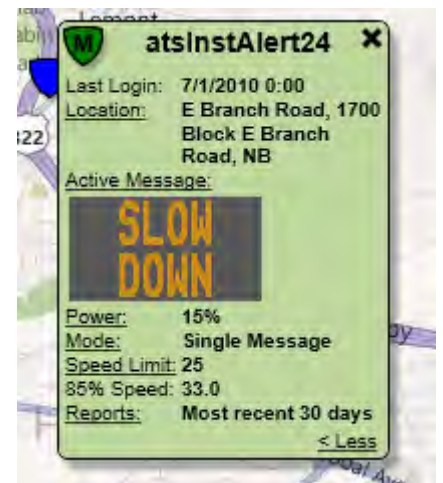 Lemont
M atsInstAlert24 ×
Last Login: 7/1/2010 0:00
Location: E Branch Road, 1700
Block E Branch
Road, NB
322
Active Message:
SLOW
DOWN
Power: 15%
Mode: Single Message
Speed Limit: 25
85% Speed: 33.0
Reports: Most recent 30 days
< Less